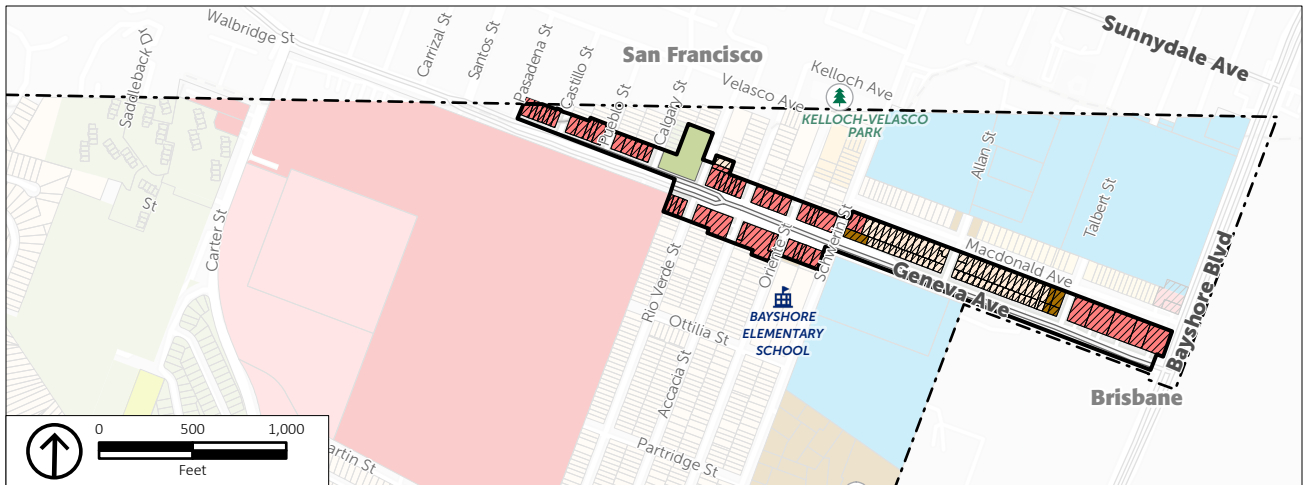 Sunnydale Ave
Walbridge St
Carrizal St
Santos St
Pasadena St
Castillo St
Pueblo St
Calgary St
San Francisco
Velasco Ave
Kelloch Ave
KELLOCH-VELASCO
PARK
Saddleback Dr
St
Carter St
Allan St
Talbert St
Macdonald Ave
Geneva Ave
Bayshore Blvd
Schwerin St
Oriente St
Rio Verde St
BAYSHORE
ELEMENTARY
SCHOOL
Ottilia St
Accacia St
Partridge St
Brisbane
artin St
0 500 1,000
Feet